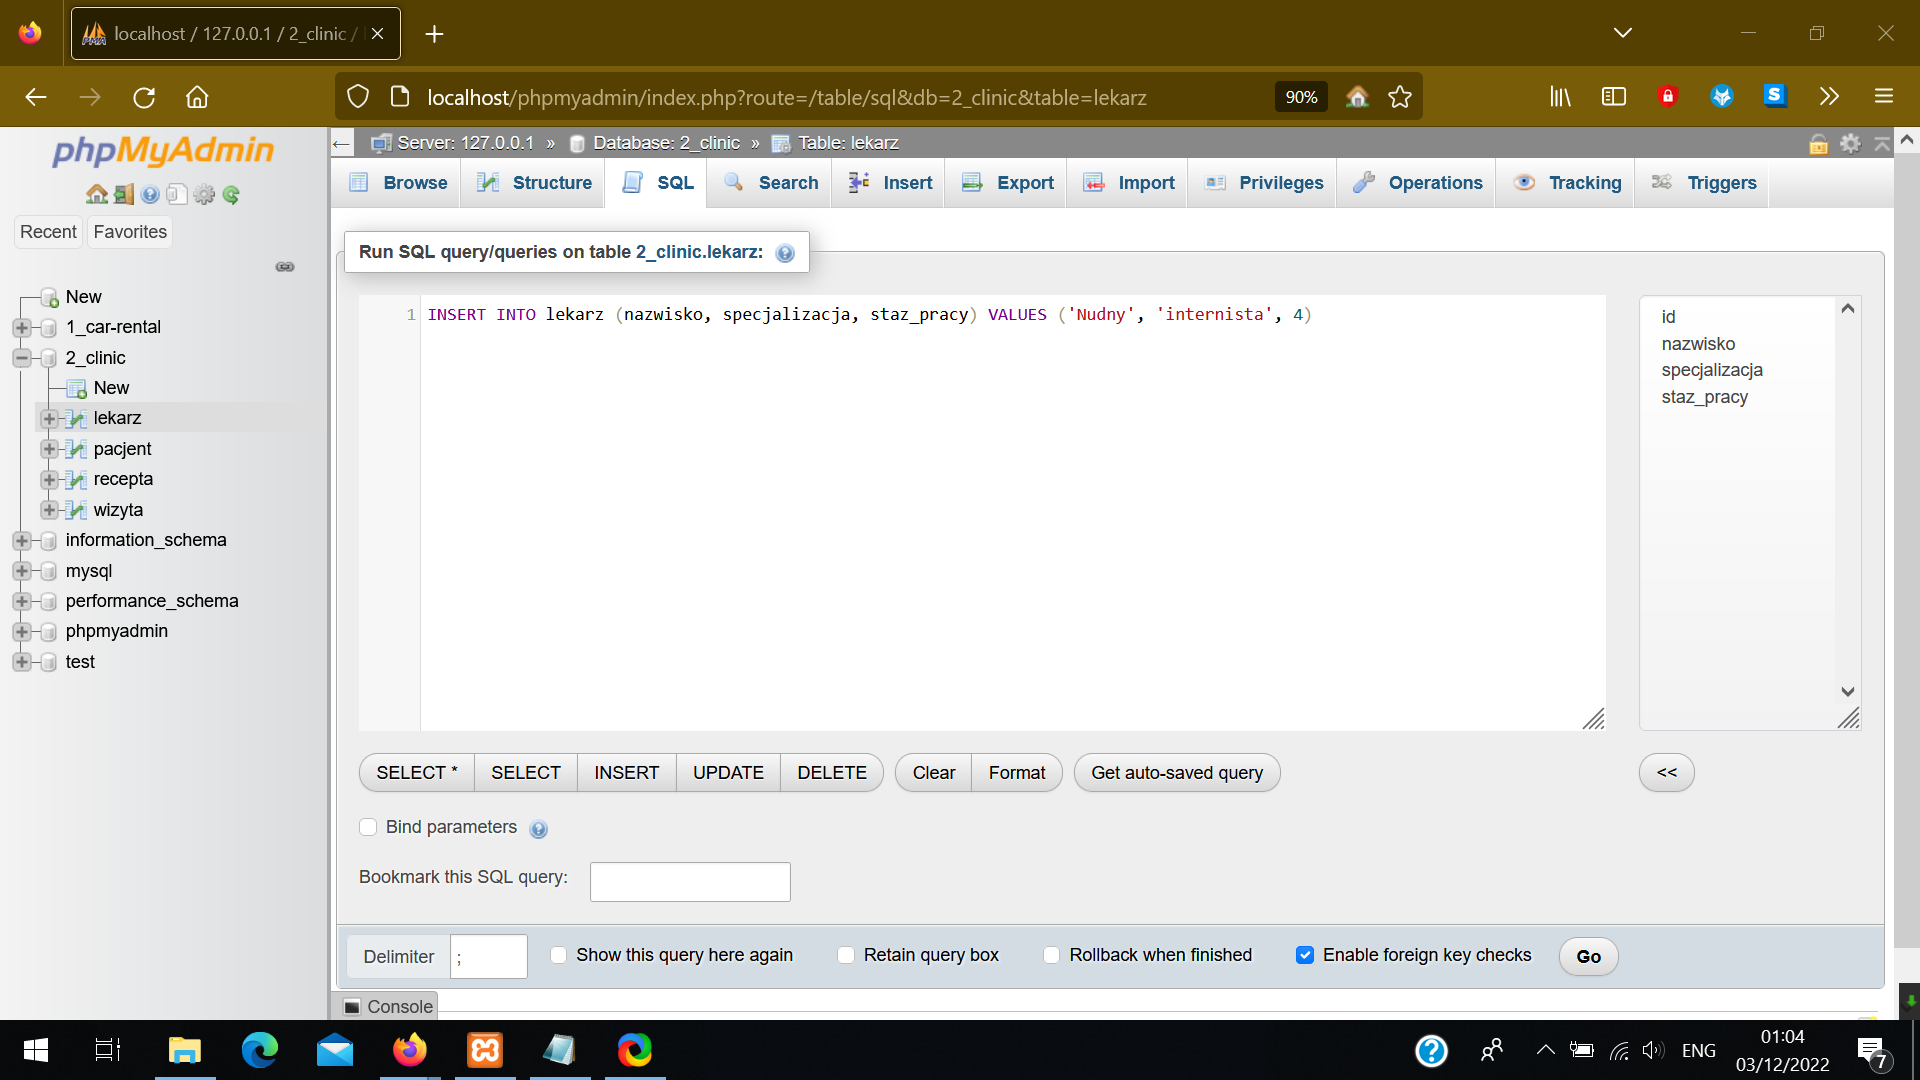 localhost / 127.0.0.1 / 2_clinic /
localhost/phpmyadmin/index.php?route=/table/sql&db=2_clinic&table=lekarz
90%
phpMyAdmin
Recent
Favorites
New
1_car-rental
2_clinic
New
lekarz
pacjent
recepta
wizyta
information_schema
mysql
performance_schema
phpmyadmin
test
Server: 127.0.0.1 » Database: 2_clinic » Table: lekarz
Browse Structure SQL Search Insert Export Import Privileges Operations Tracking Triggers
Run SQL query/queries on table 2_clinic.lekarz:
1 INSERT INTO lekarz (nazwisko, specjalizacja, staz_pracy) VALUES ('Nudny', 'internista', 4)
id
nazwisko
specjalizacja
staz_pracy
SELECT * SELECT INSERT UPDATE DELETE Clear Format Get auto-saved query <<
Bind parameters
Bookmark this SQL query:
Delimiter ; Show this query here again Retain query box Rollback when finished Enable foreign key checks Go
Console
ENG
01:04
03/12/2022
7